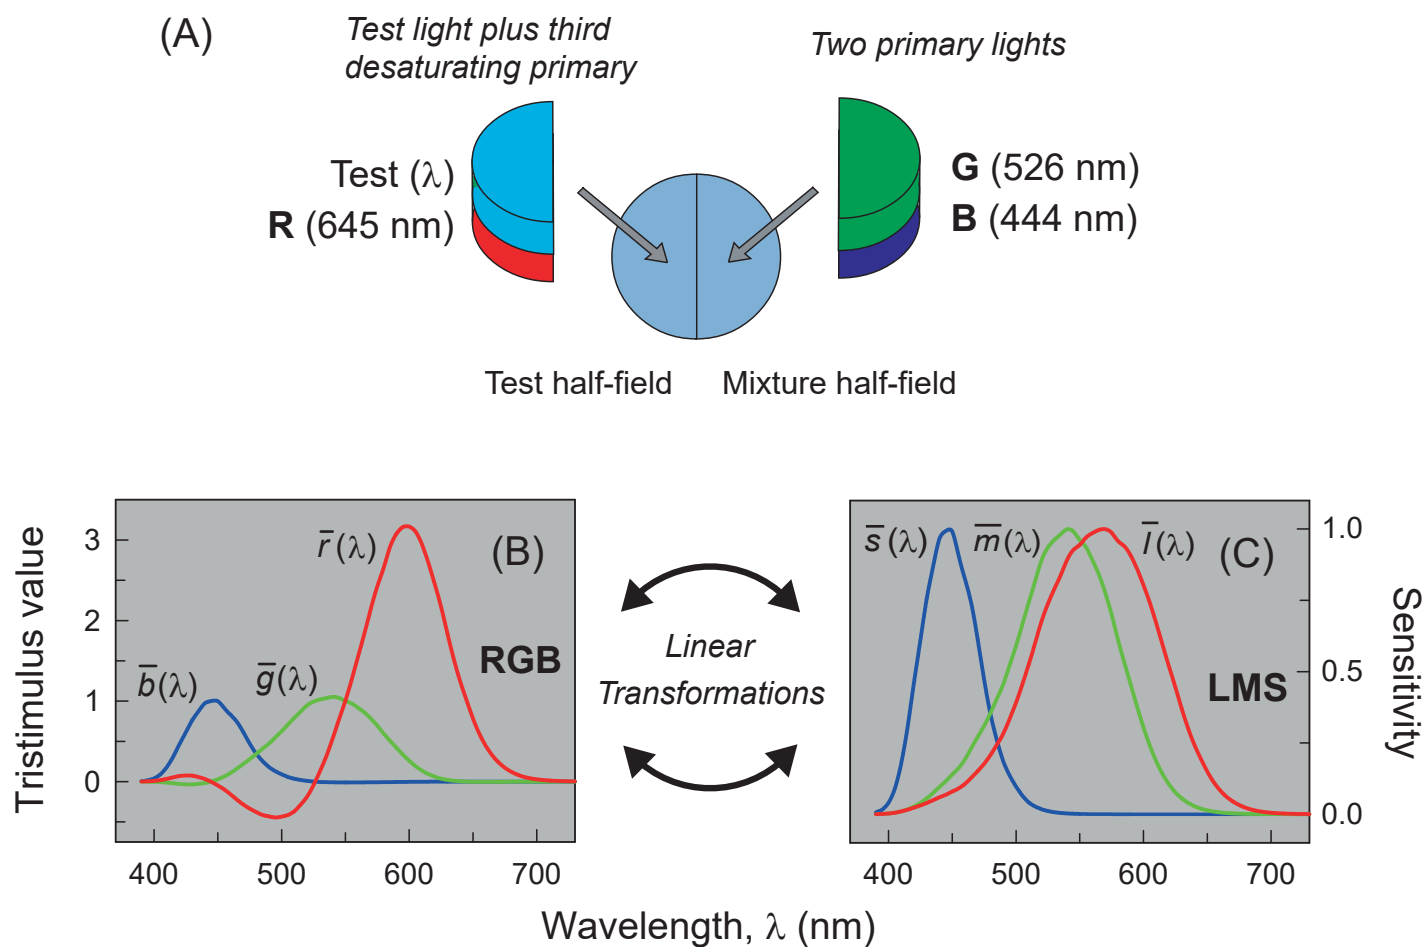 (A)
Test light plus third
desaturating primary
Two primary lights
Test (λ)
R (645 nm)
G (526 nm)
B (444 nm)
Test half-field
Mixture half-field
Tristimulus value
3
2
1
0
r̅(λ)
(B)
RGB
b̅(λ)
g̅(λ)
400
500
600
700
Linear
Transformations
s̅(λ)
m̅(λ)
l̅(λ)
(C)
LMS
1.0
0.5
0.0
Sensitivity
400
500
600
700
Wavelength, λ (nm)